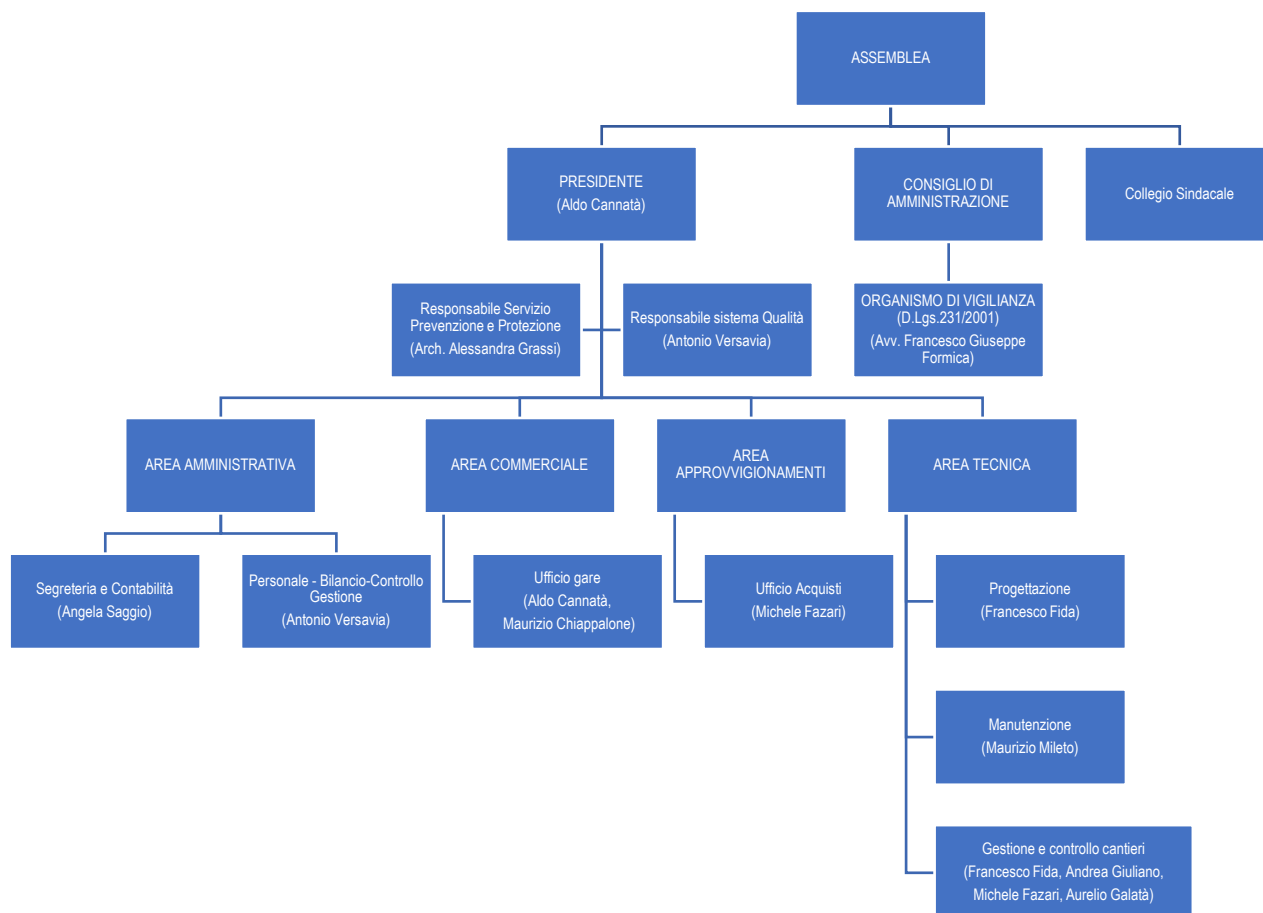 ASSEMBLEA
PRESIDENTE
(Aldo Cannatà)
CONSIGLIO DI
AMMINISTRAZIONE
Collegio Sindacale
Responsabile Servizio
Prevenzione e Protezione
(Arch. Alessandra Grassi)
Responsabile sistema Qualità
(Antonio Versavia)
ORGANISMO DI VIGILIANZA
(D.Lgs.231/2001)
(Avv. Francesco Giuseppe
Formica)
AREA AMMINISTRATIVA
AREA COMMERCIALE
AREA
APPROVVIGIONAMENTI
AREA TECNICA
Segreteria e Contabilità
(Angela Saggio)
Personale - Bilancio-Controllo
Gestione
(Antonio Versavia)
Ufficio gare
(Aldo Cannatà,
Maurizio Chiappalone)
Ufficio Acquisti
(Michele Fazari)
Progettazione
(Francesco Fida)
Manutenzione
(Maurizio Mileto)
Gestione e controllo cantieri
(Francesco Fida, Andrea Giuliano,
Michele Fazari, Aurelio Galatà)